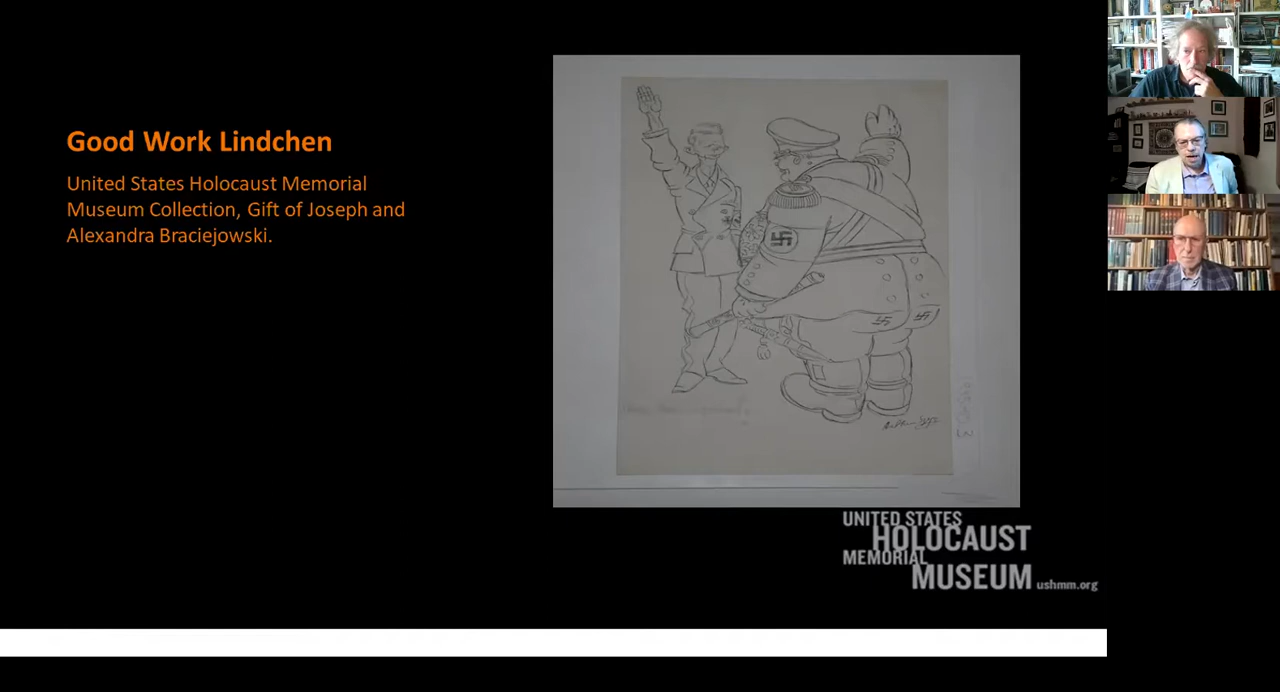 Good Work Lindchen
United States Holocaust Memorial
Museum Collection, Gift of Joseph and
Alexandra Braciejowski.
UNITED STATES
HOLOCAUST
MEMORIAL
MUSEUM ushmm.org